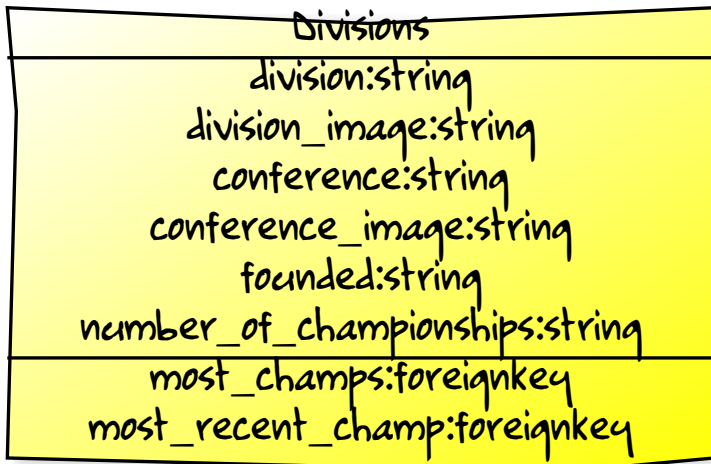 Divisions
division:string
division_image:string
conference:string
conference_image:string
founded:string
number_of_championships:string
most_champs:foreignkey
most_recent_champ:foreignkey